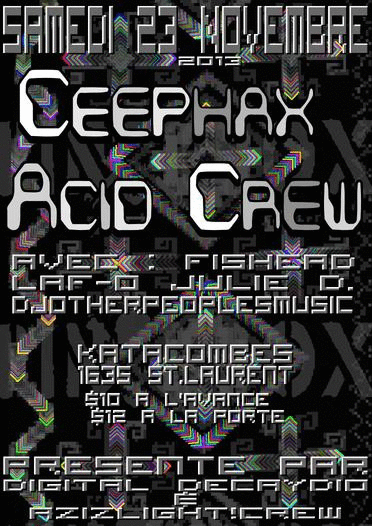 SAMEDI 23 NOVEMBRE
2013
CEEPHAX
ACID CREW
AVEC : FISHEAD
LAF-O JULIE D.
DJOTHERPEOPLESMUSIC
KATACOMBES
1635 ST.LAURENT
$10 A L'AVANCE
$12 A LA PORTE
PRESENTE PAR
DIGITAL DECAYDIO
&
AZIZLIGHT!CREW